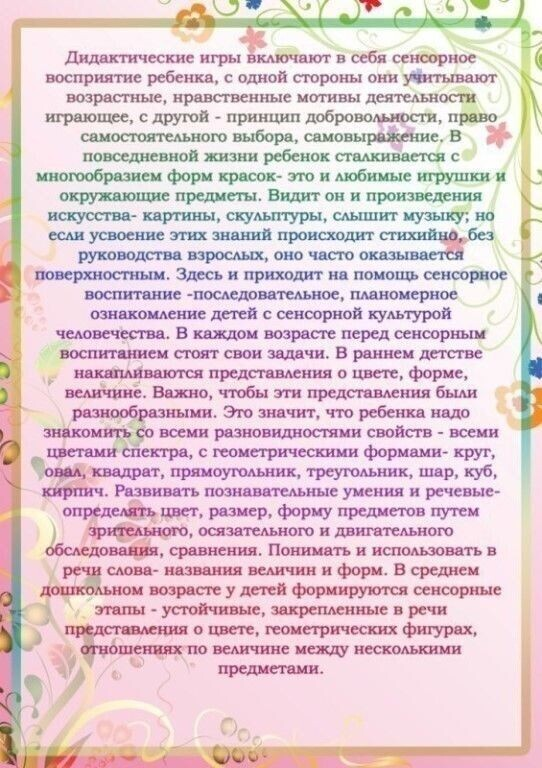 Дидактические игры включают в себя сенсорное
восприятие ребенка, с одной стороны они учитывают
возрастные, нравственные мотивы деятельности
играющее, с другой - принцип добровольности, право
самостоятельного выбора, самовыражение. В
повседневной жизни ребенок сталкивается с
многообразием форм красок- это и любимые игрушки и
окружающие предметы. Видит он и произведения
искусства- картины, скульптуры, слышит музыку; но
если усвоение этих знаний происходит стихийно, без
руководства взрослых, оно часто оказывается
поверхностным. Здесь и приходит на помощь сенсорное
воспитание -последовательное, планомерное
ознакомление детей с сенсорной культурой
человечества. В каждом возрасте перед сенсорным
воспитанием стоят свои задачи. В раннем детстве
накапливаются представления о цвете, форме,
величине. Важно, чтобы эти представления были
разнообразными. Это значит, что ребенка надо
знакомить со всеми разновидностями свойств - всеми
цветами спектра, с геометрическими формами- круг,
овал, квадрат, прямоугольник, треугольник, шар, куб,
кирпич. Развивать познавательные умения и речевые-
определять цвет, размер, форму предметов путем
зрительного, осязательного и двигательного
обследования, сравнения. Понимать и использовать в
речи слова- названия величин и форм. В среднем
дошкольном возрасте у детей формируются сенсорные
этапы - устойчивые, закрепленные в речи
представления о цвете, геометрических фигурах,
отношениях по величине между несколькими
предметами.